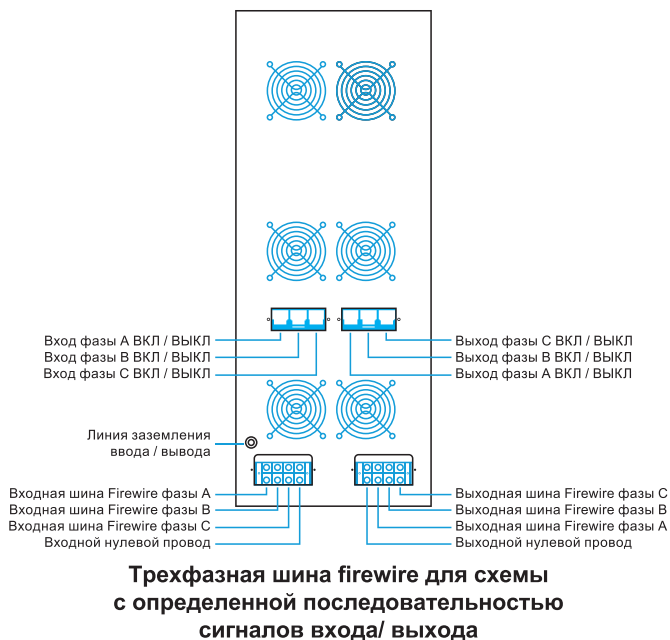 Вход фазы A ВКЛ / ВЫКЛ
Вход фазы B ВКЛ / ВЫКЛ
Вход фазы C ВКЛ / ВЫКЛ
Выход фазы C ВКЛ / ВЫКЛ
Выход фазы B ВКЛ / ВЫКЛ
Выход фазы A ВКЛ / ВЫКЛ
Линия заземления
ввода / вывода
Входная шина Firewire фазы A
Входная шина Firewire фазы B
Входная шина Firewire фазы C
Входной нулевой провод
Выходная шина Firewire фазы C
Выходная шина Firewire фазы B
Выходная шина Firewire фазы A
Выходной нулевой провод
Трехфазная шина firewire для схемы
с определенной последовательностью
сигналов входа/ выхода